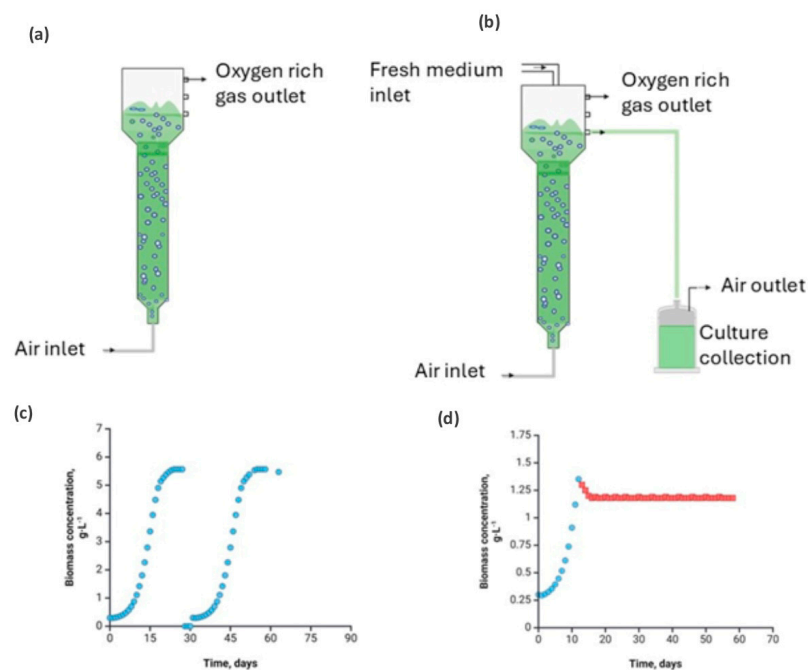 (a)
Oxygen rich
gas outlet
Air inlet
(b)
Fresh medium
inlet
Oxygen rich
gas outlet
Air outlet
Culture
collection
Air inlet
(c)
Biomass concentration,
g·L⁻¹
7
6
5
4
3
2
1
0
0 15 30 45 60 75 90
Time, days
(d)
Biomass concentration,
g·L⁻¹
1.75
1.5
1.25
1
0.75
0.5
0.25
0
0 10 20 30 40 50 60 70
Time, days